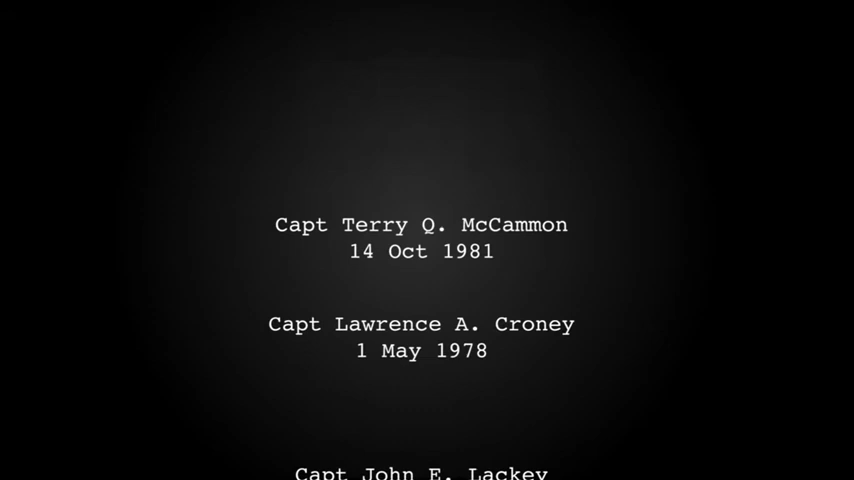 Capt Terry Q. McCammon
14 Oct 1981
Capt Lawrence A. Croney
1 May 1978
Capt John E. Lackey